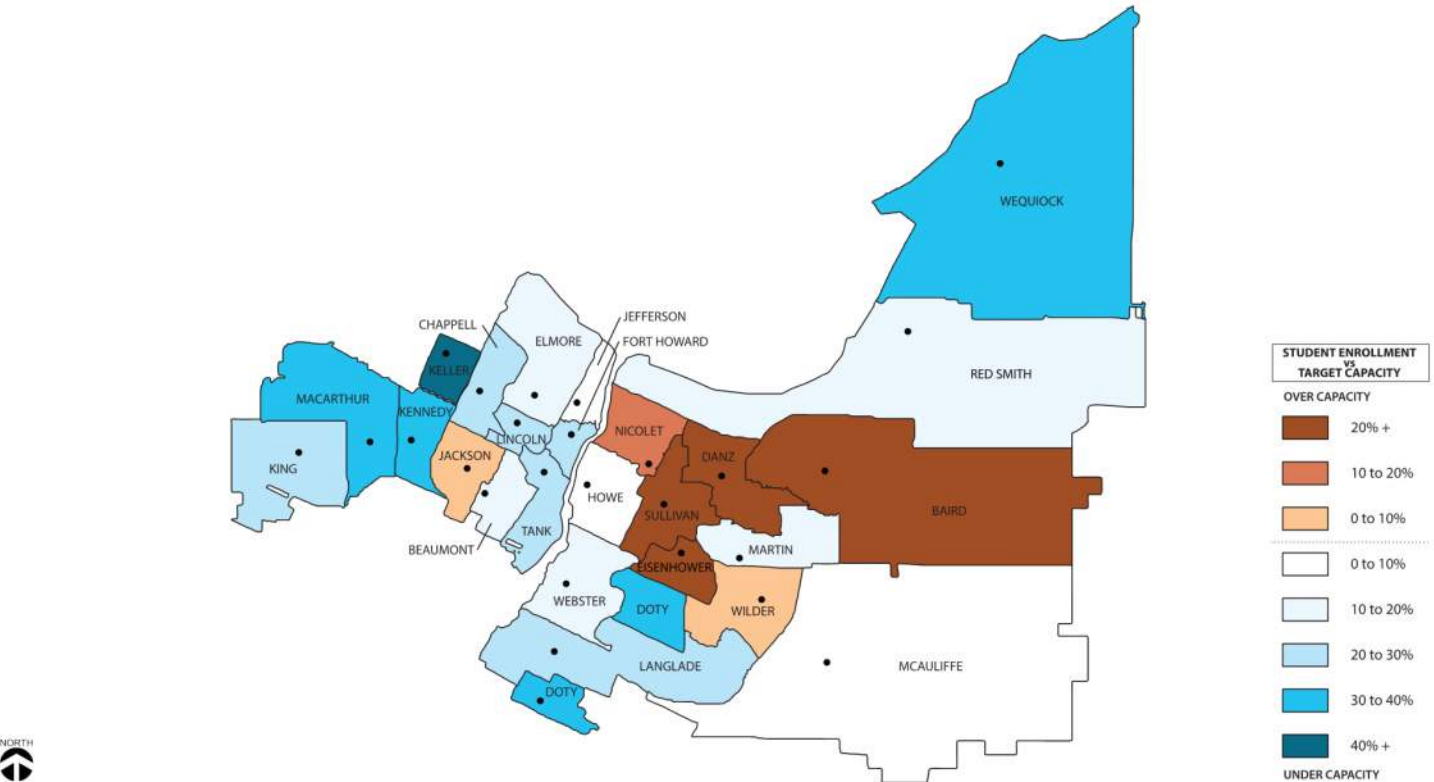 WEQUIOCK
JEFFERSON
CHAPPELL
ELMORE
FORT HOWARD
STUDENT ENROLLMENT
VS
TARGET CAPACITY
KELLER
RED SMITH
OVER CAPACITY
MACARTHUR
KENNEDY
20% +
NICOLET
LINCOLN
JACKSON
DANZ
KING
10 to 20%
HOWE
BAIRD
SULLIVAN
0 to 10%
TANK
BEAUMONT
MARTIN
EISENHOWER
0 to 10%
WEBSTER
DOTY
WILDER
10 to 20%
LANGLADE
MCAULIFFE
20 to 30%
DOTY
30 to 40%
NORTH
40% +
UNDER CAPACITY